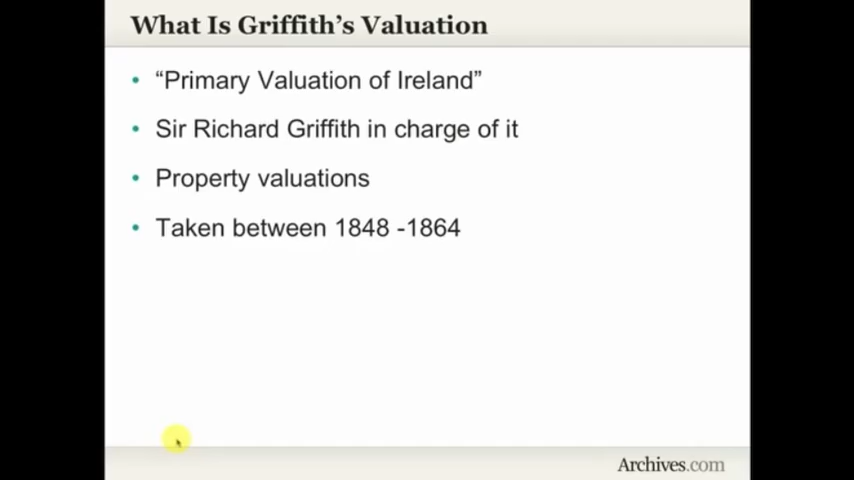 What Is Griffith's Valuation
• “Primary Valuation of Ireland”
• Sir Richard Griffith in charge of it
• Property valuations
• Taken between 1848 -1864
Archives.com